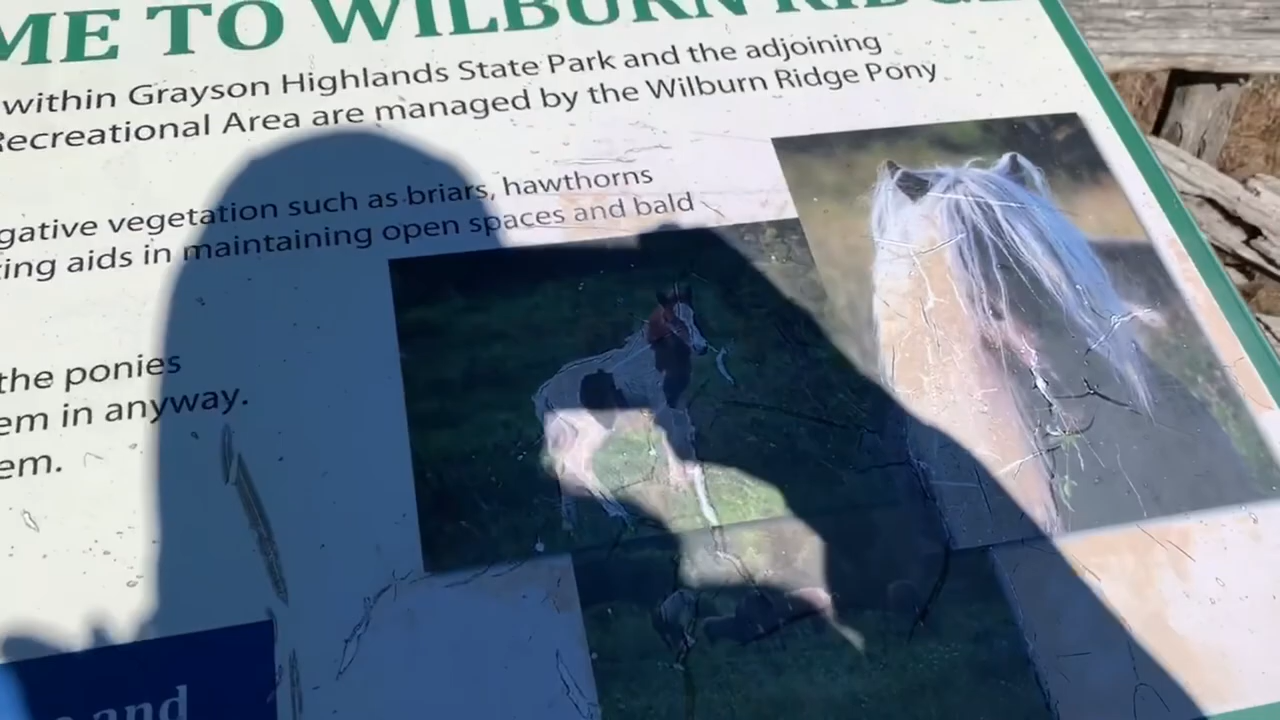 ME TO WILBURN RIDGE
within Grayson Highlands State Park and the adjoining
Recreational Area are managed by the Wilburn Ridge Pony
gative vegetation such as briars, hawthorns
ing aids in maintaining open spaces and bald
the ponies
em in anyway.
em.
and